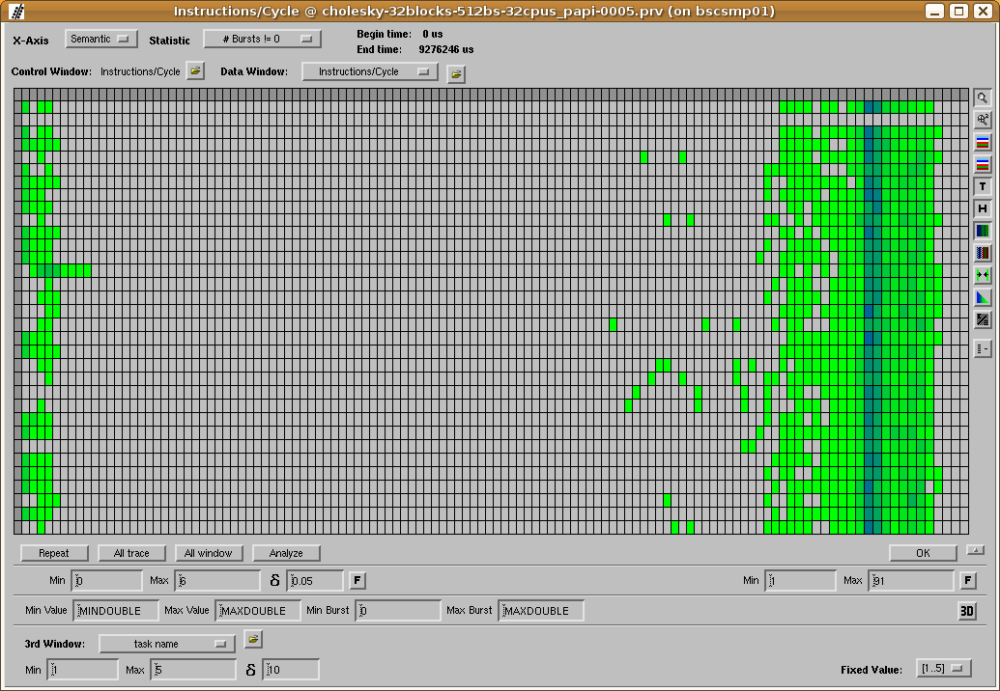 Instructions/Cycle @ cholesky-32blocks-512bs-32cpus_papi-0005.prv (on bscsmp01)
X-Axis Semantic Statistic # Bursts != 0 Begin time: 0 us
End time: 9276246 us
Control Window: Instructions/Cycle Data Window: Instructions/Cycle
T
H
Repeat All trace All window Analyze OK
Min 0 Max 6 δ 0.05 F Min 1 Max 91 F
Min Value MINDOUBLE Max Value MAXDOUBLE Min Burst 0 Max Burst MAXDOUBLE 3D
3rd Window: task name
Min 1 Max 5 δ 10 Fixed Value: [1..5]